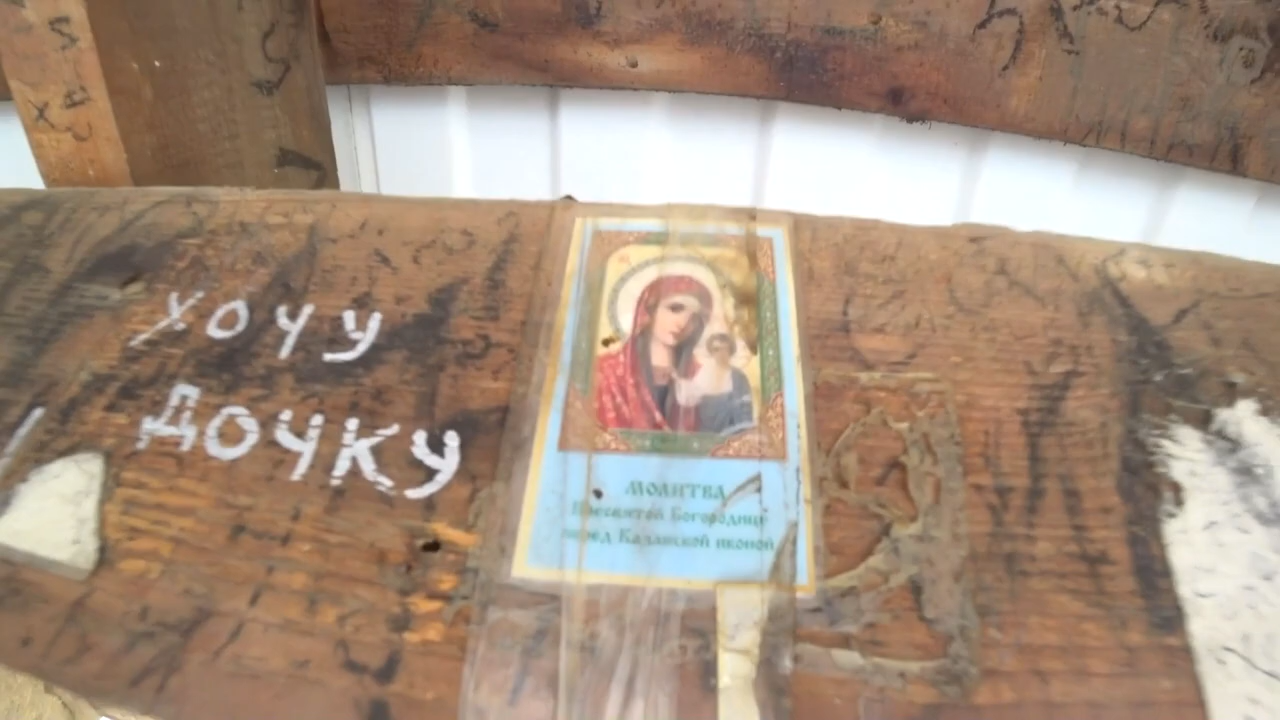 хочу
дочку
МОЛИТВА
Пресвятой Богородице
перед Казанской иконой